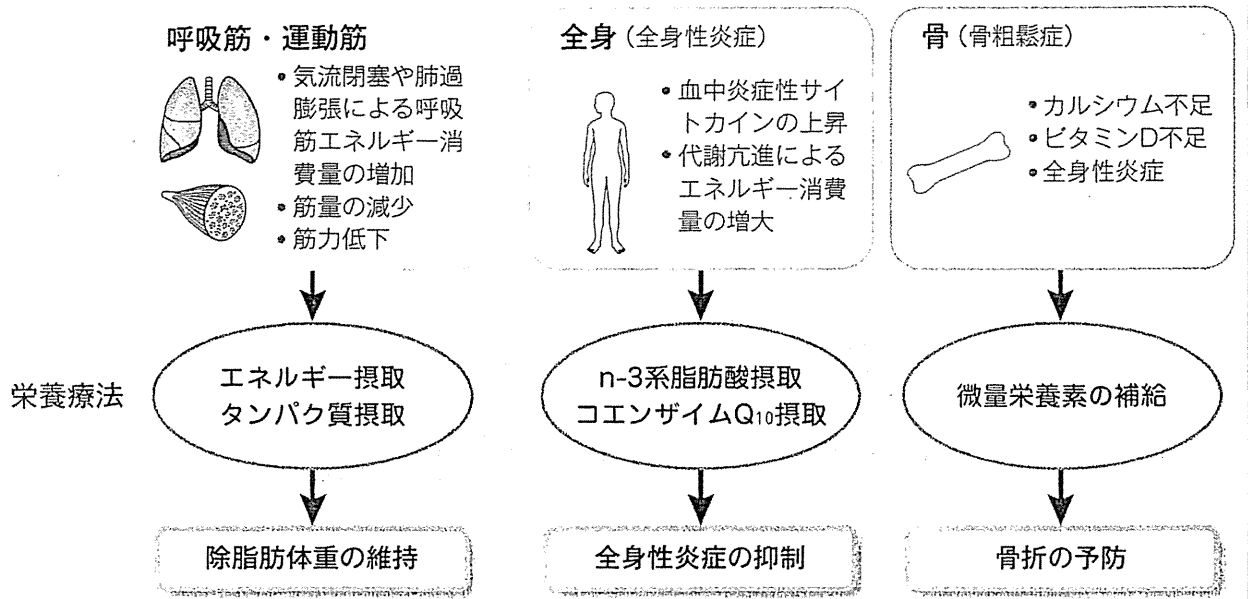 呼吸筋・運動筋
• 気流閉塞や肺過
膨張による呼吸
筋エネルギー消
費量の増加
• 筋量の減少
• 筋力低下
全身（全身性炎症）
• 血中炎症性サイ
トカインの上昇
• 代謝亢進による
エネルギー消費
量の増大
骨（骨粗鬆症）
• カルシウム不足
• ビタミンD不足
• 全身性炎症
栄養療法
エネルギー摂取
タンパク質摂取
n-3系脂肪酸摂取
コエンザイムQ₁₀摂取
微量栄養素の補給
除脂肪体重の維持
全身性炎症の抑制
骨折の予防